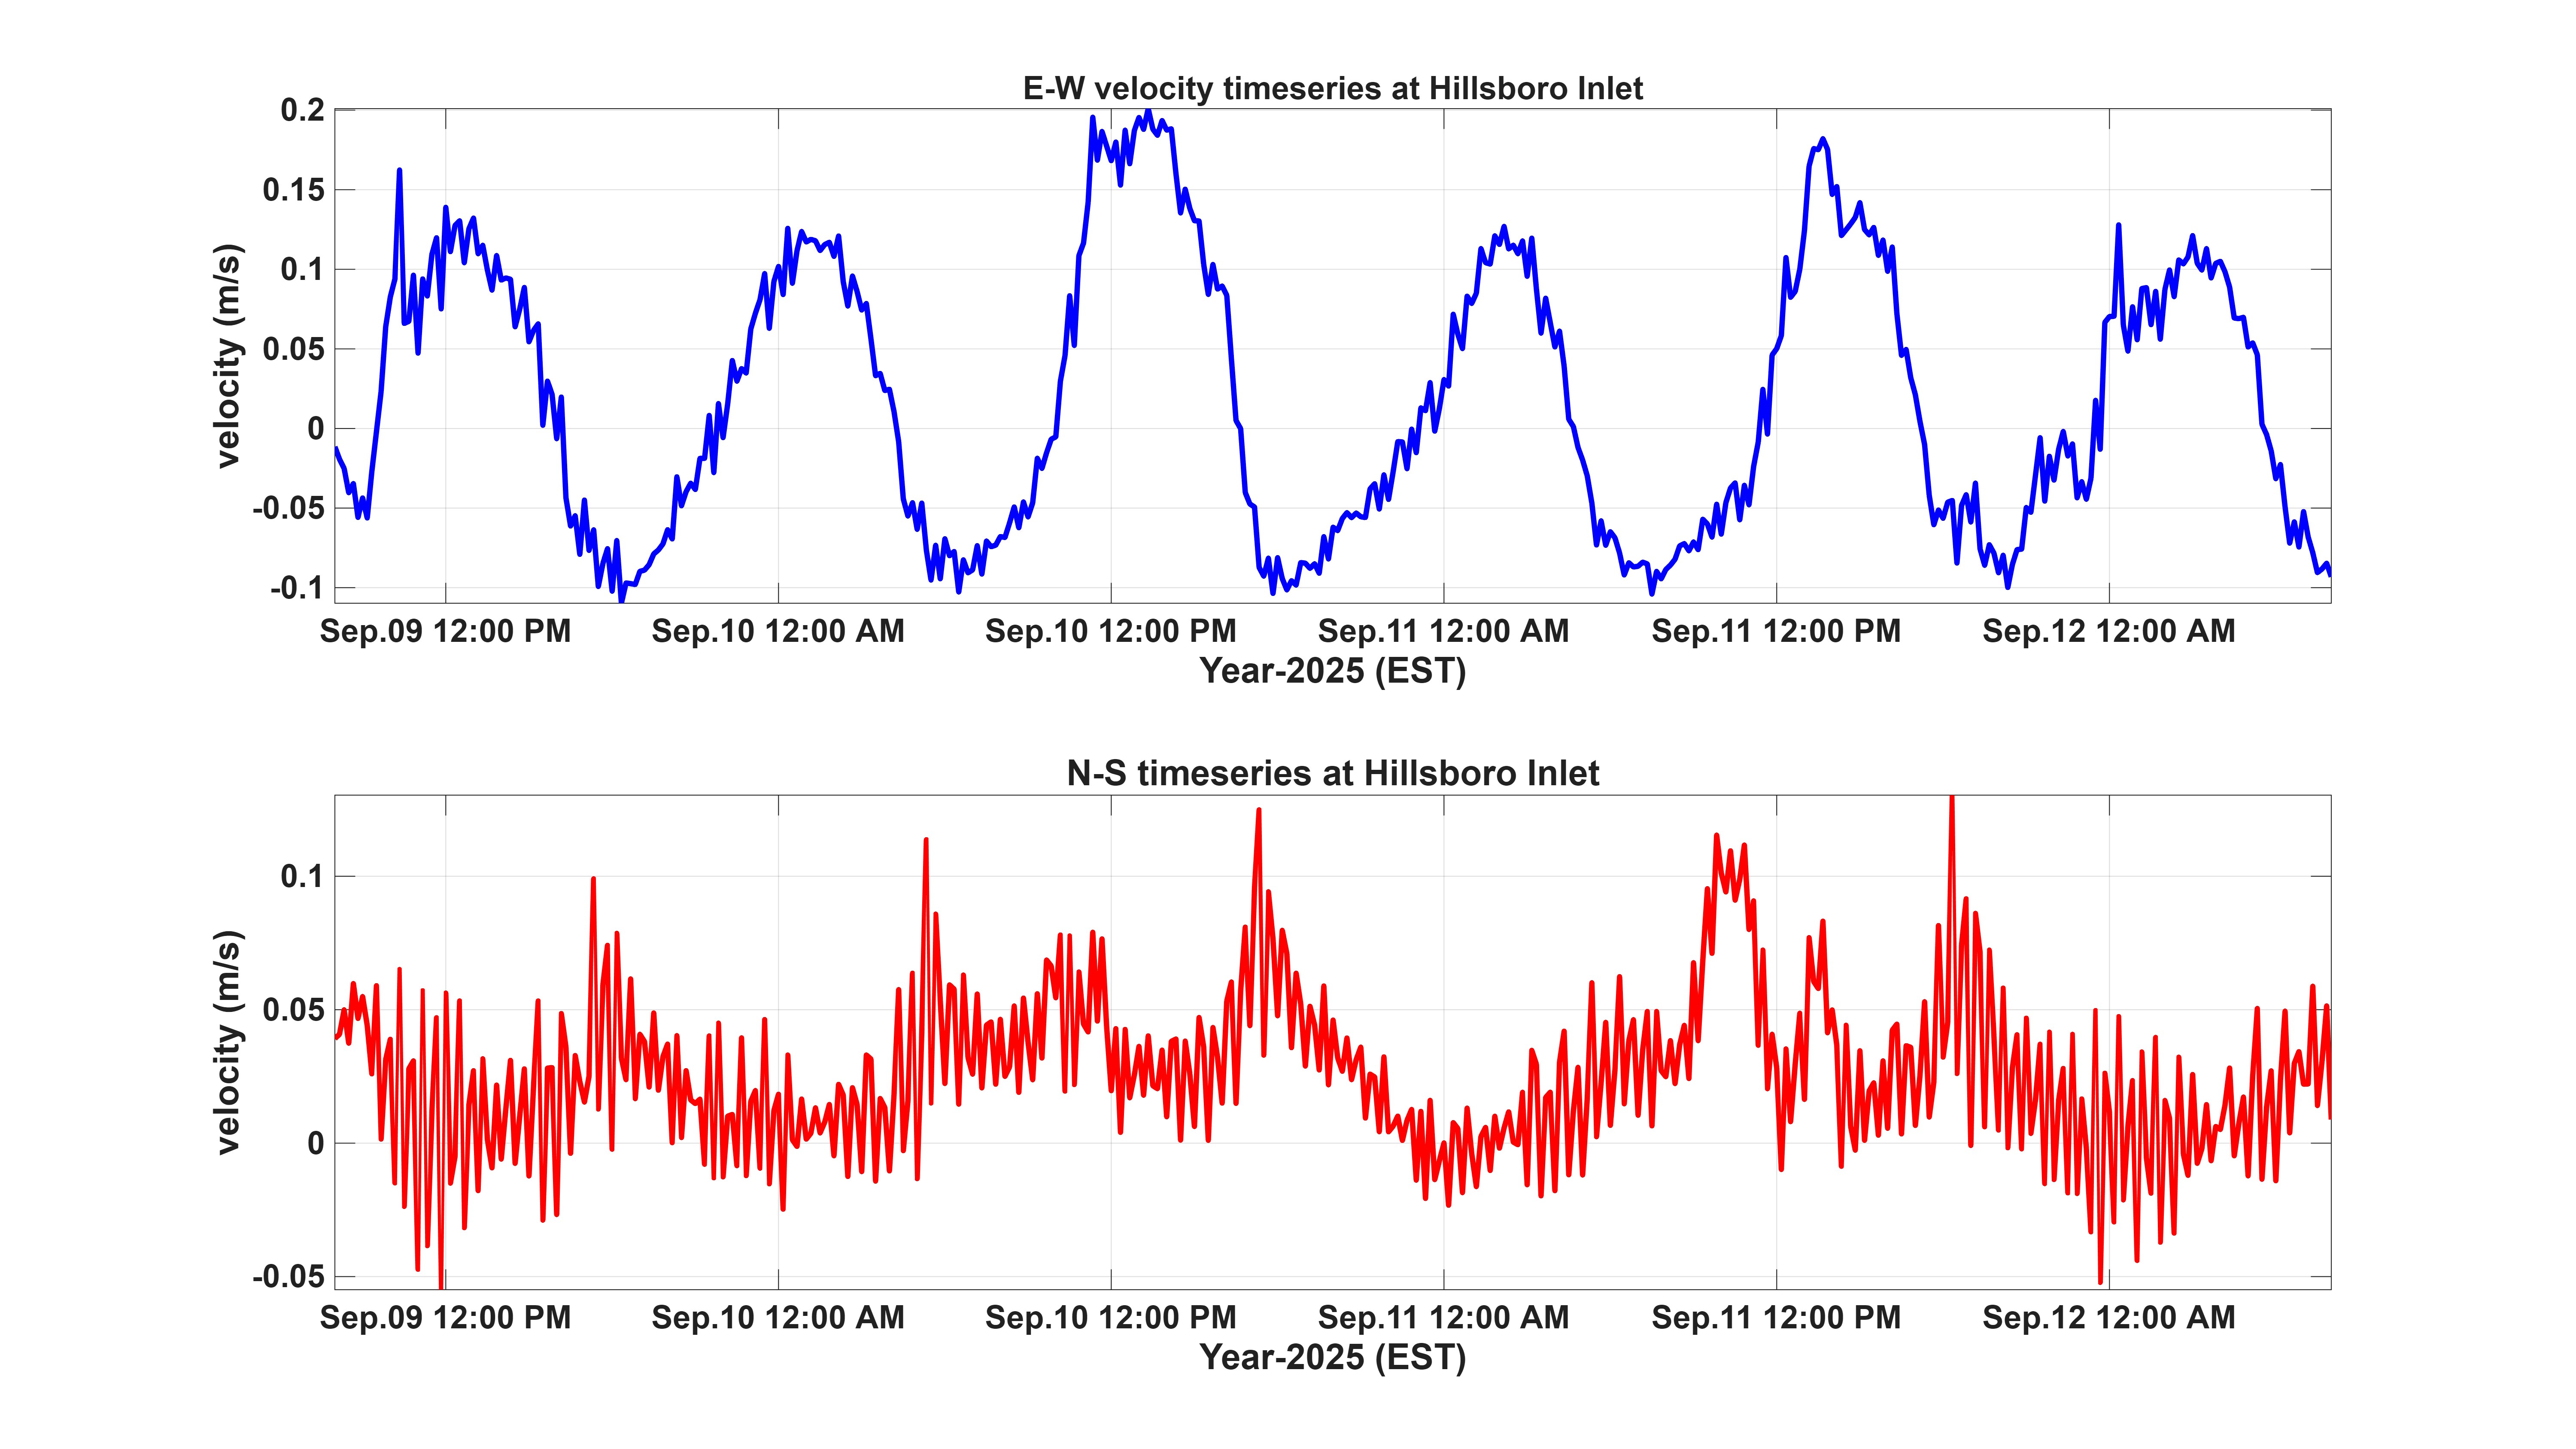 E-W velocity timeseries at Hillsboro Inlet
velocity (m/s)
0.2
0.15
0.1
0.05
0
-0.05
-0.1
Sep.09 12:00 PM Sep.10 12:00 AM Sep.10 12:00 PM Sep.11 12:00 AM Sep.11 12:00 PM Sep.12 12:00 AM
Year-2025 (EST)
N-S timeseries at Hillsboro Inlet
velocity (m/s)
0.1
0.05
0
-0.05
Sep.09 12:00 PM Sep.10 12:00 AM Sep.10 12:00 PM Sep.11 12:00 AM Sep.11 12:00 PM Sep.12 12:00 AM
Year-2025 (EST)